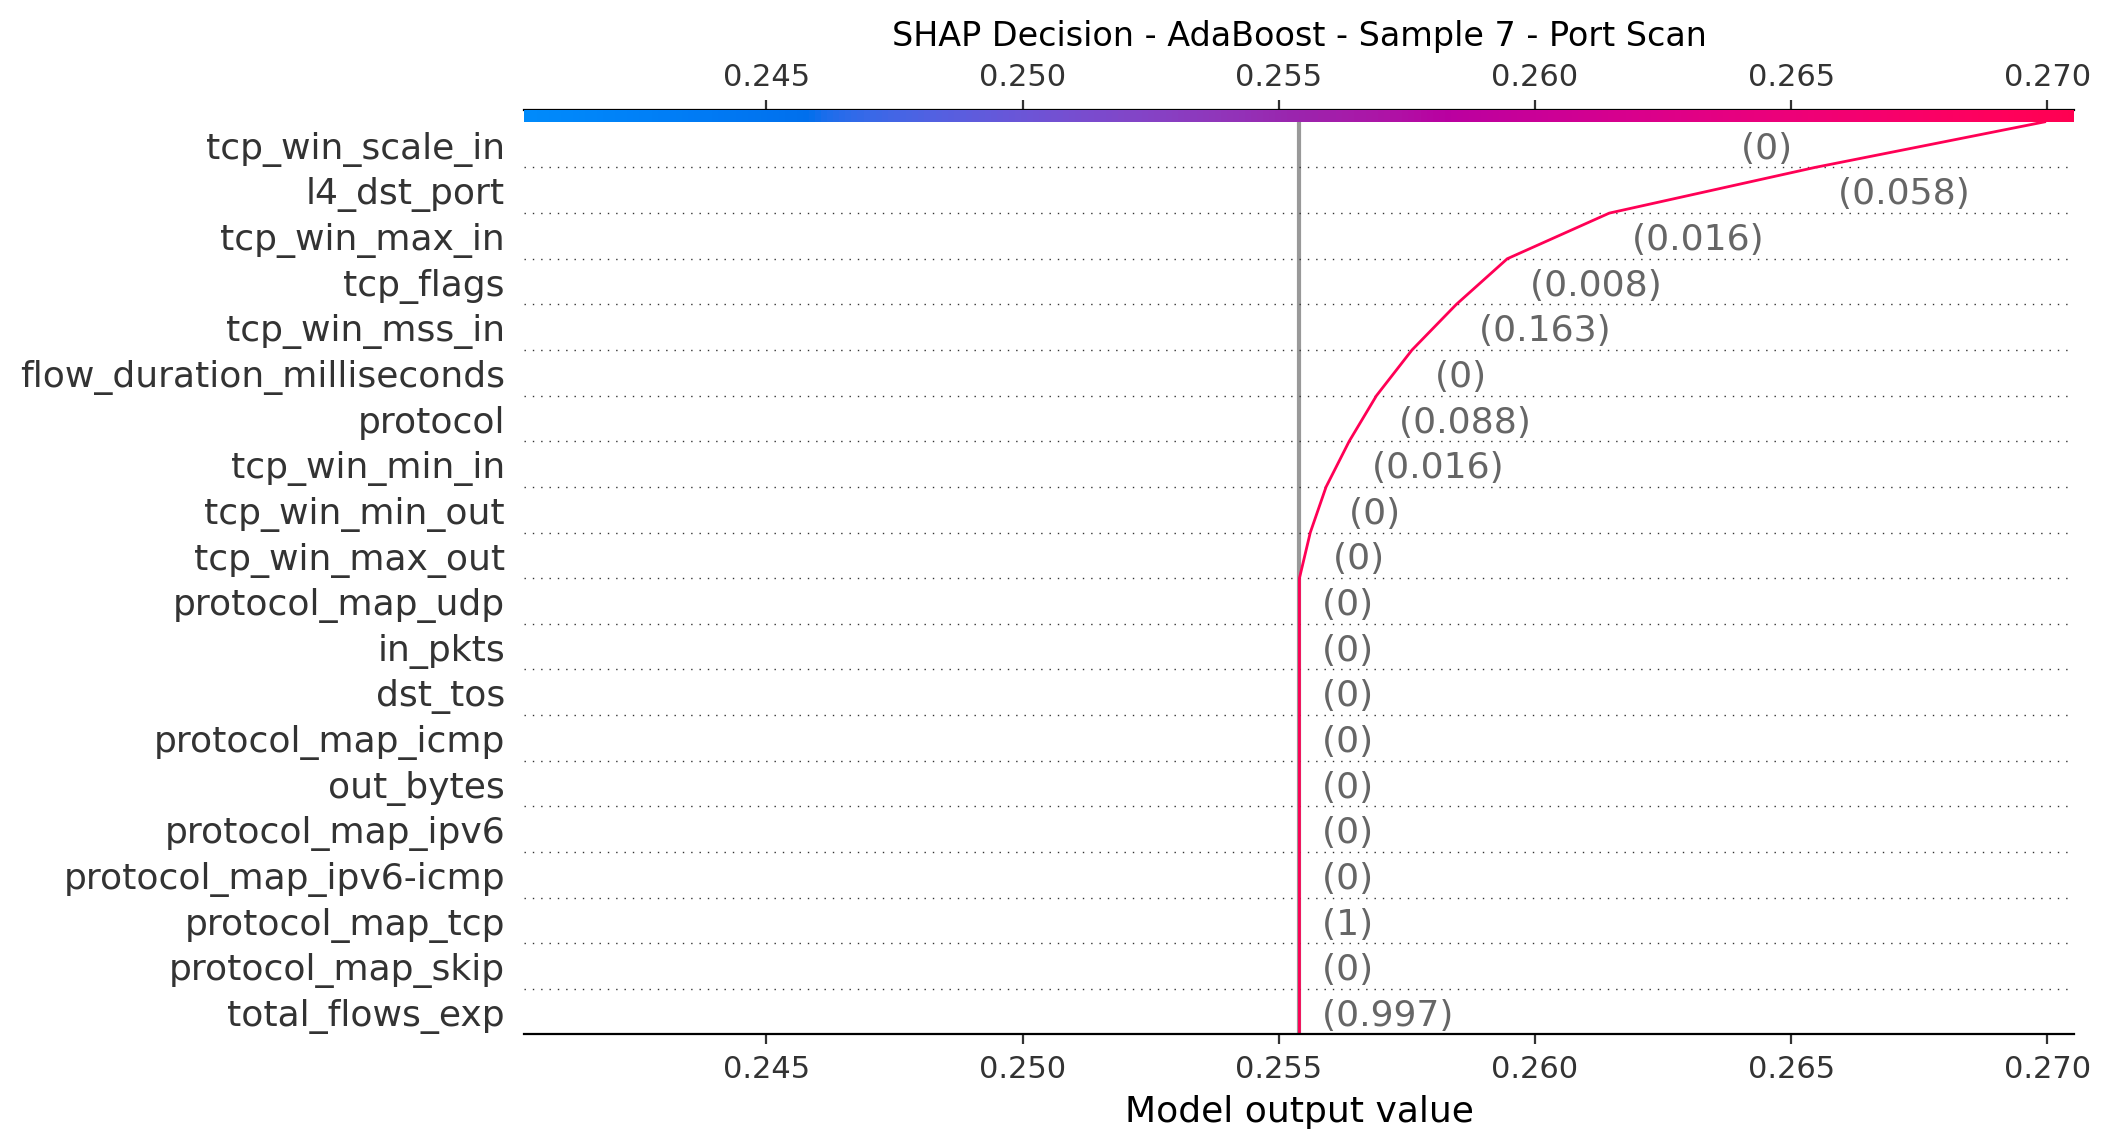 SHAP Decision - AdaBoost - Sample 7 - Port Scan
0.245 0.250 0.255 0.260 0.265 0.270
tcp_win_scale_in (0)
l4_dst_port (0.058)
tcp_win_max_in (0.016)
tcp_flags (0.008)
tcp_win_mss_in (0.163)
flow_duration_milliseconds (0)
protocol (0.088)
tcp_win_min_in (0.016)
tcp_win_min_out (0)
tcp_win_max_out (0)
protocol_map_udp (0)
in_pkts (0)
dst_tos (0)
protocol_map_icmp (0)
out_bytes (0)
protocol_map_ipv6 (0)
protocol_map_ipv6-icmp (0)
protocol_map_tcp (1)
protocol_map_skip (0)
total_flows_exp (0.997)
0.245 0.250 0.255 0.260 0.265 0.270
Model output value